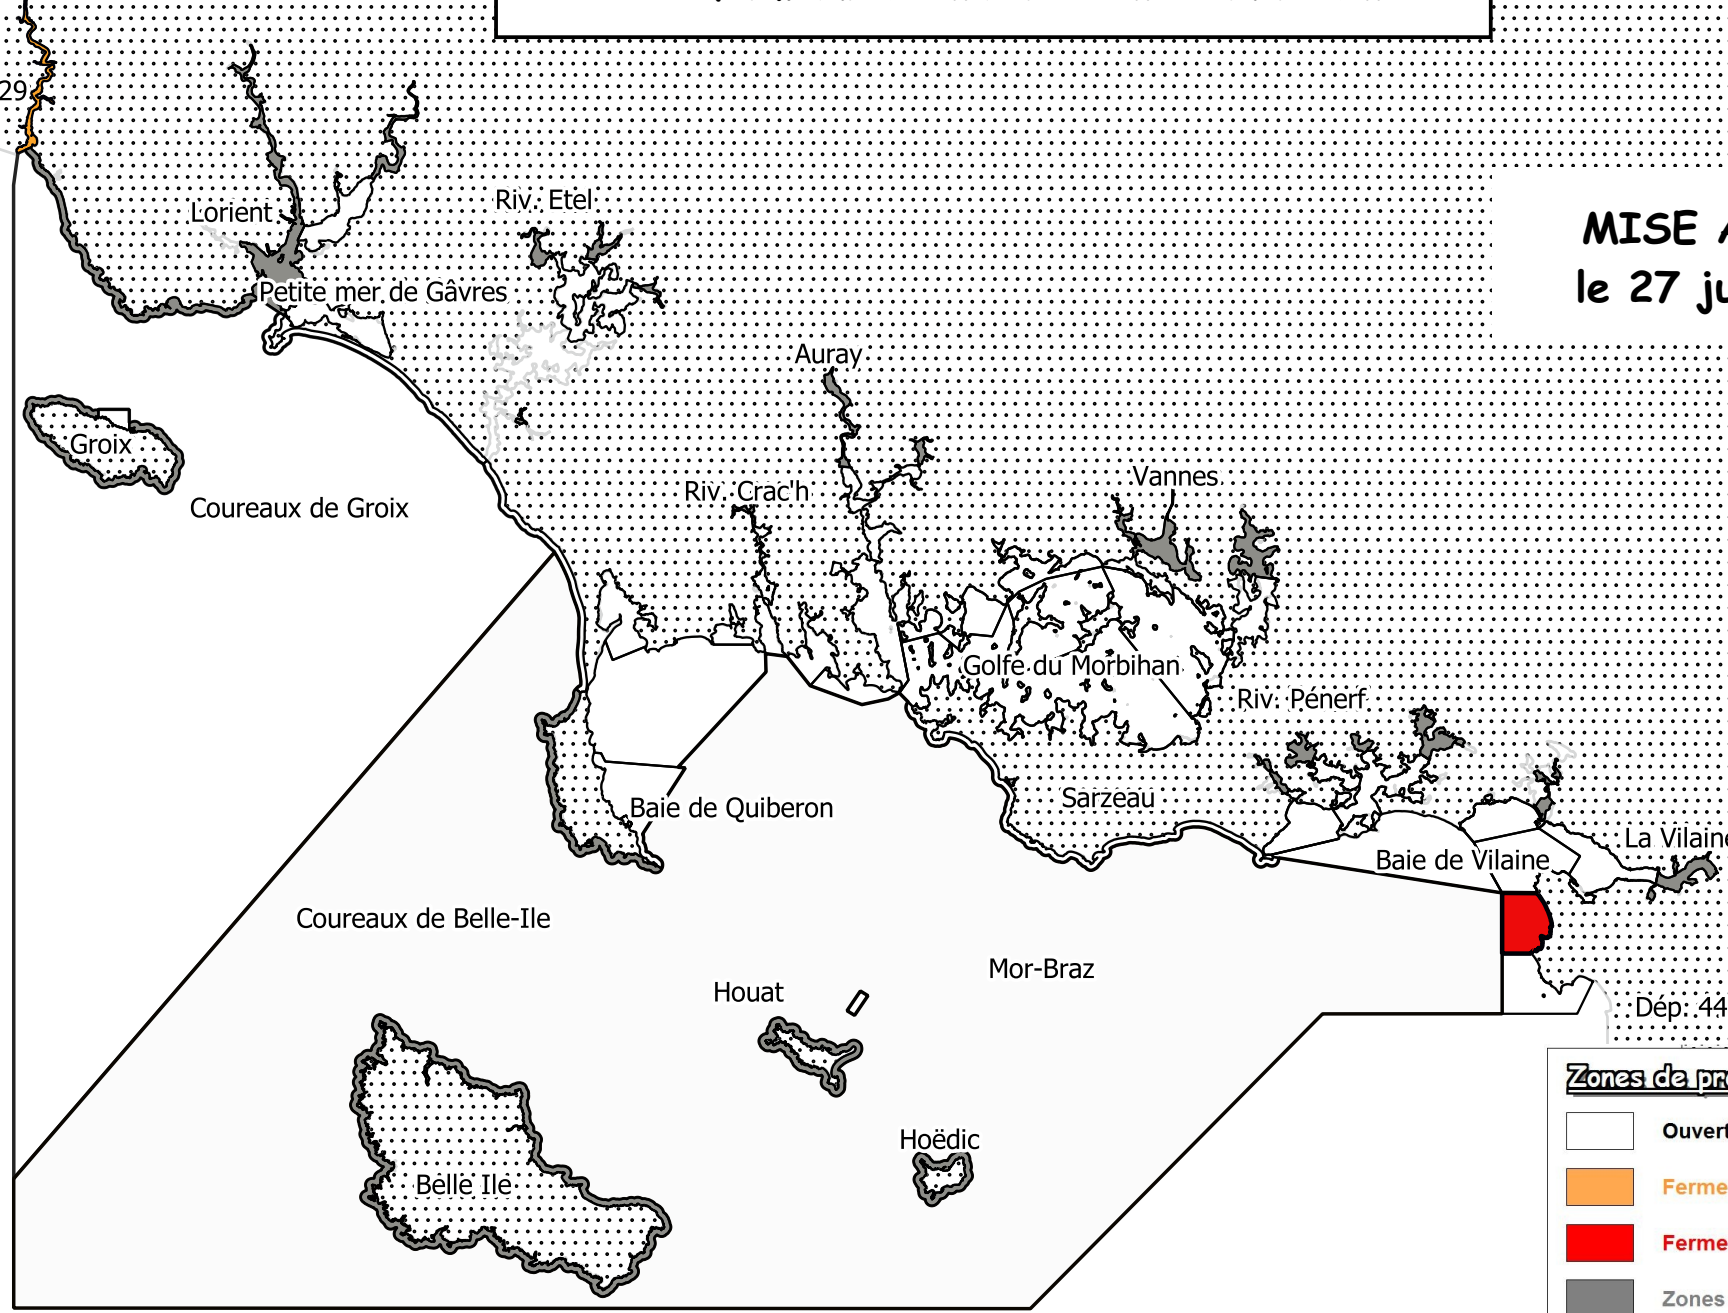 29
Lorient
Riv. Etel
MISE
le 27 ju
Petite mer de Gâvres
Auray
Groix
Vannes
Riv. Crac'h
Coureaux de Groix
Golfe du Morbihan
Riv. Pénerf
Sarzeau
Baie de Quiberon
La Vilaine
Baie de Vilaine
Coureaux de Belle-Ile
Mor-Braz
Houat
Dép. 44
Zones de pr
Ouvert
Hoëdic
Belle Ile
Ferme
Ferme
Zones